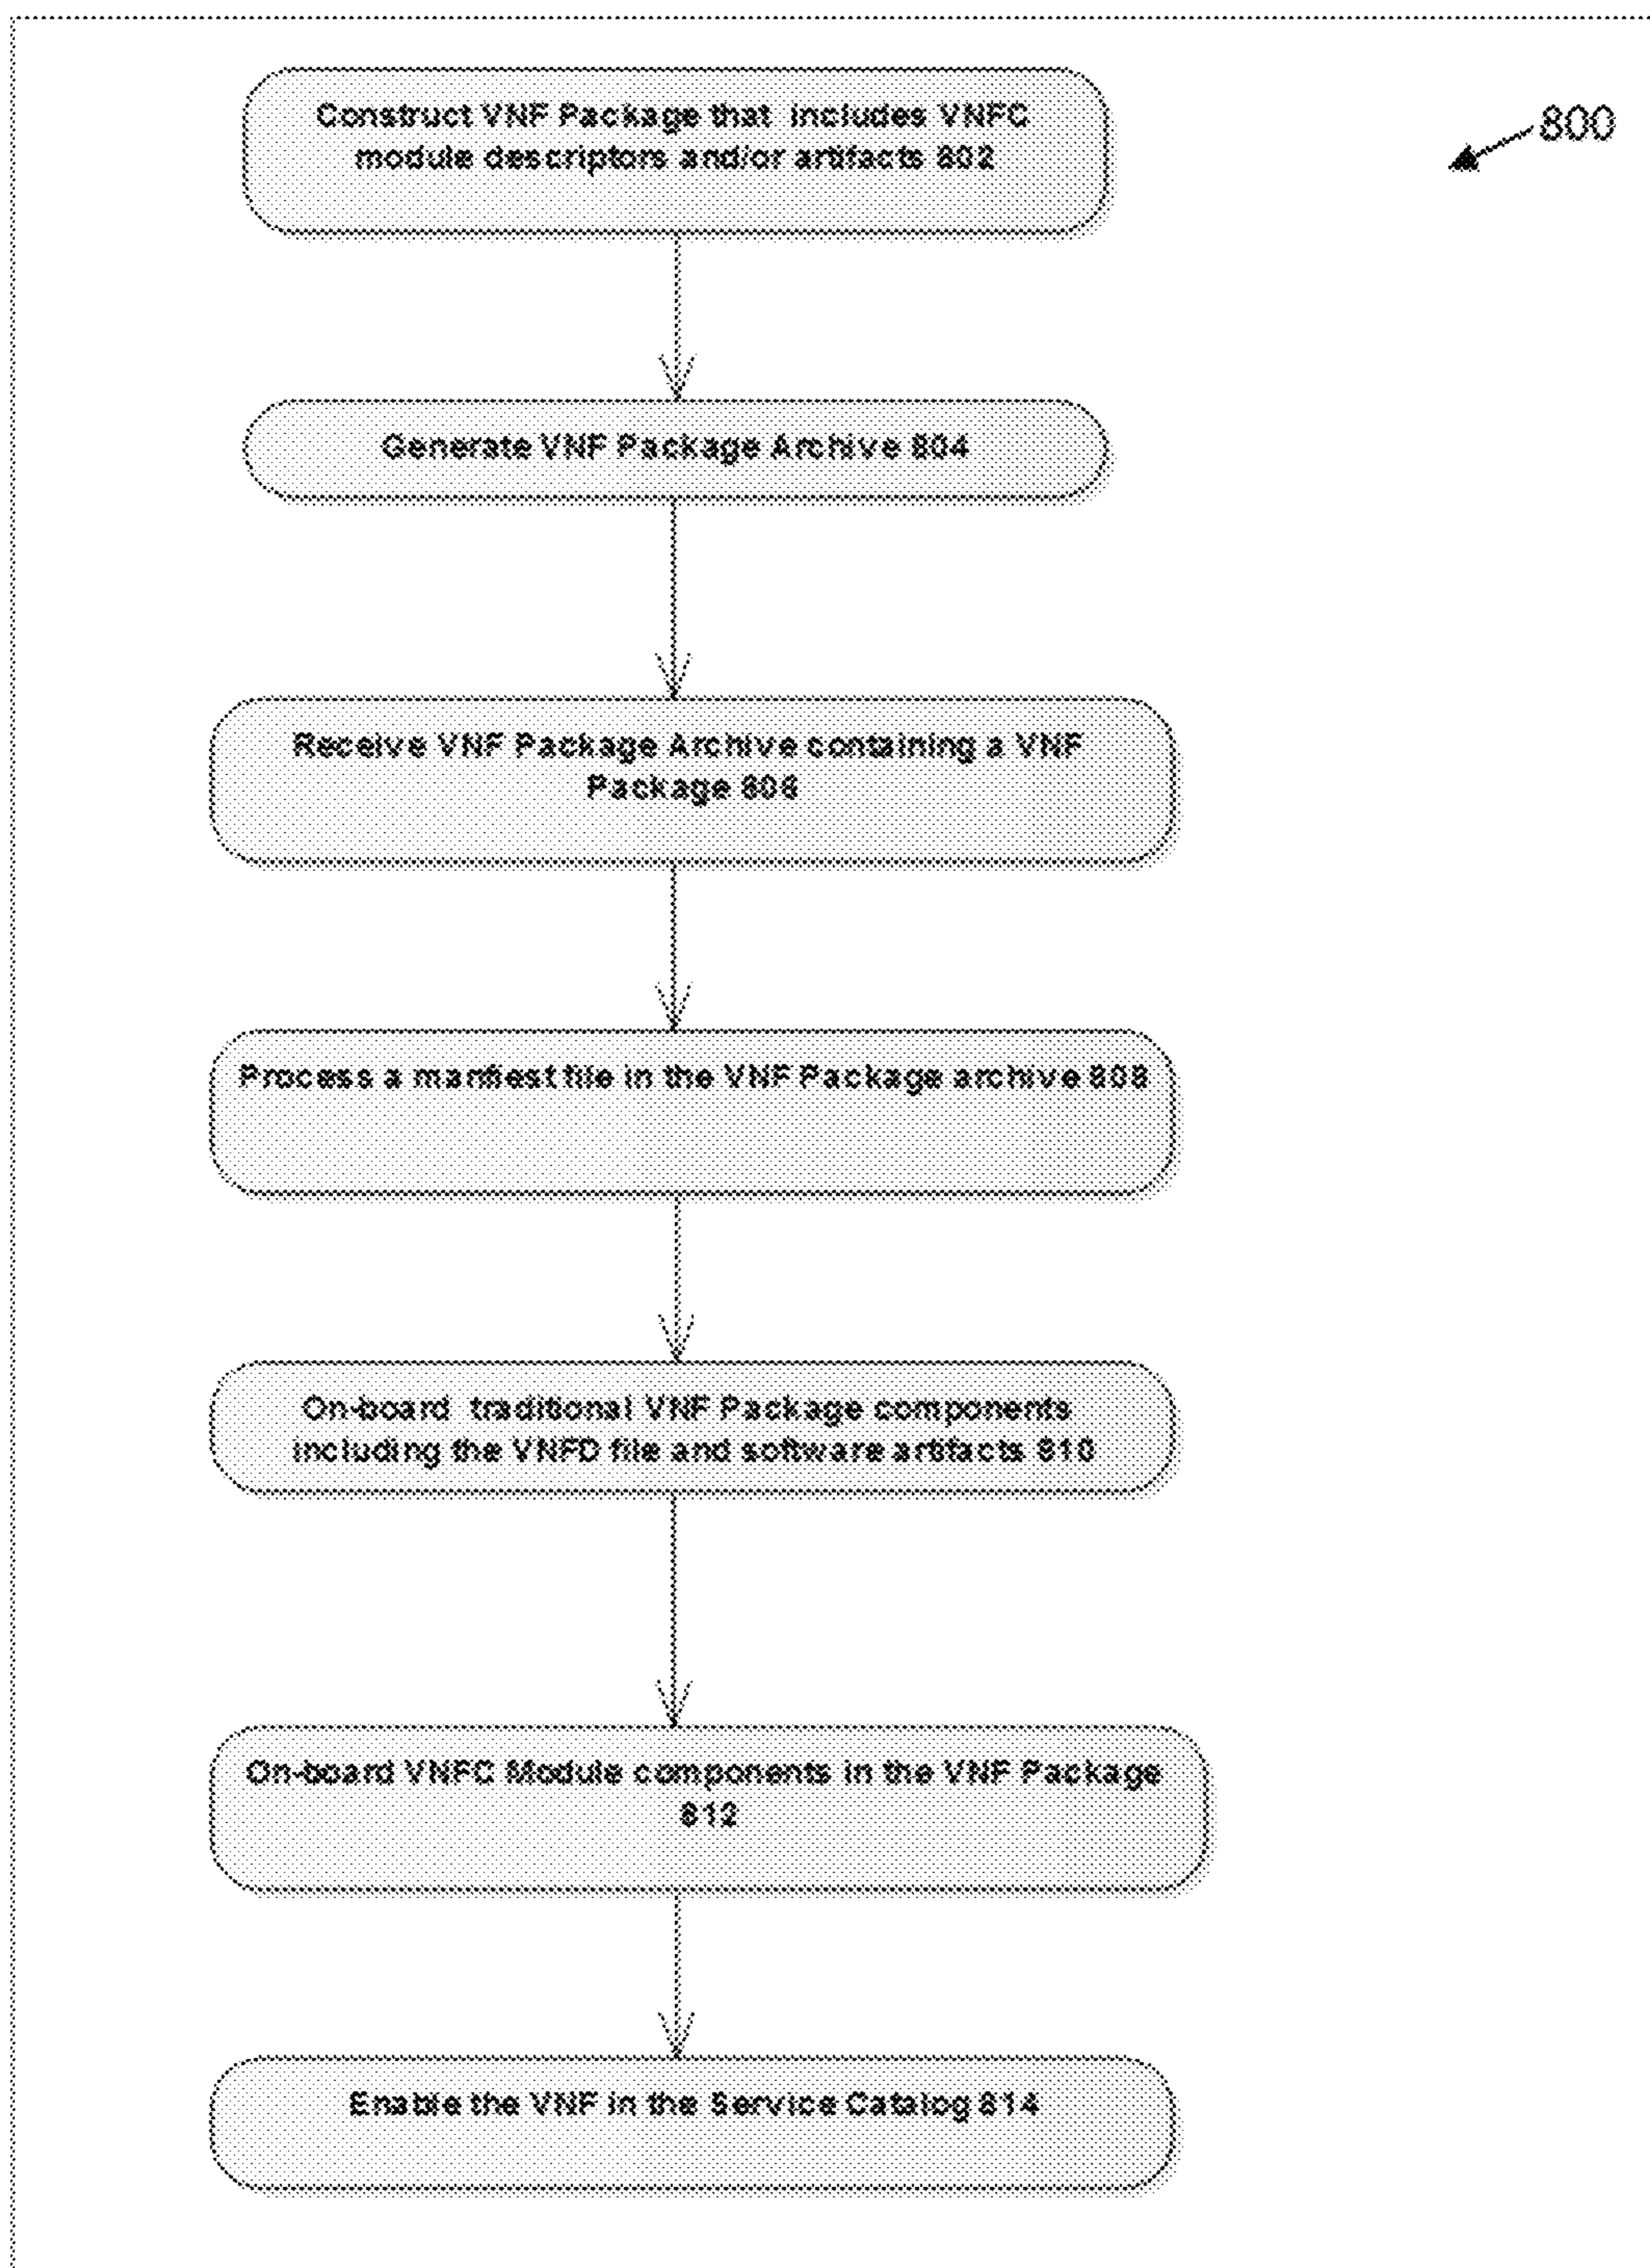 Construct VNF Package that includes VNFC
module descriptors and/or artifacts 802
800
Generate VNF Package Archive 804
Receive VNF Package Archive containing a VNF
Package 806
Process a manfiest file in the VNF Package archive 808
On-board traditional VNF Package components
including the VNFD file and software artifacts 810
On-board VNFC Module components in the VNF Package
812
Enable the VNF in the Service Catalog 814